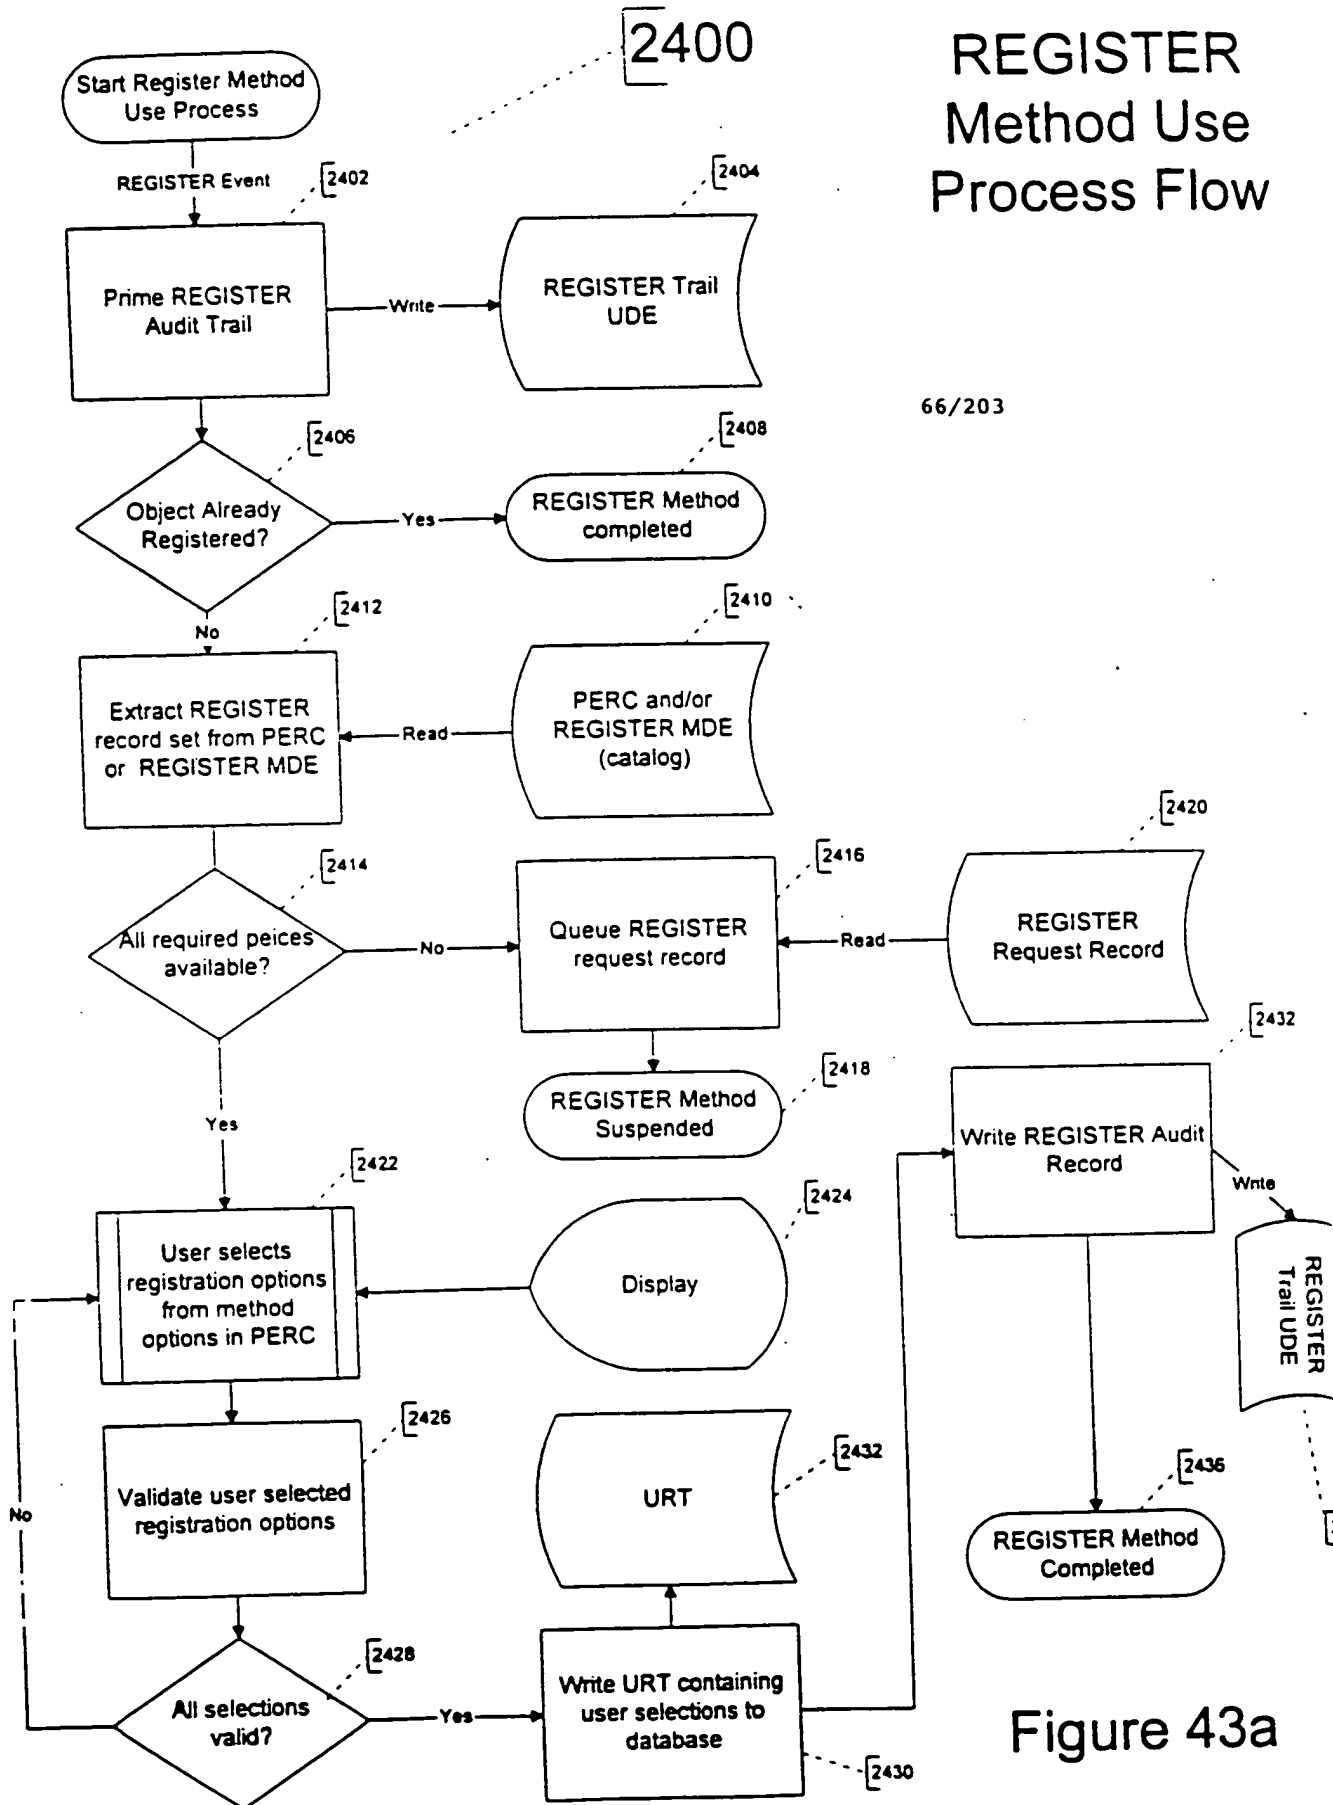 2400
REGISTER
Method Use
Process Flow
Start Register Method
Use Process
REGISTER Event
2402
2404
Prime REGISTER
Audit Trail
Write
REGISTER Trail
UDE
66/203
2406
2408
Object Already
Registered?
Yes
REGISTER Method
completed
No
2412
2410
Extract REGISTER
record set from PERC
or REGISTER MDE
Read
PERC and/or
REGISTER MDE
(catalog)
2414
2416
2420
All required peices
available?
No
Queue REGISTER
request record
Read
REGISTER
Request Record
2418
REGISTER Method
Suspended
2432
Write REGISTER Audit
Record
Write
REGISTER
Trail UDE
Yes
2422
2424
User selects
registration options
from method
options in PERC
Display
2426
2432
Validate user selected
registration options
URT
No
2436
REGISTER Method
Completed
2428
All selections
valid?
Yes
Write URT containing
user selections to
database
2430
Figure 43a